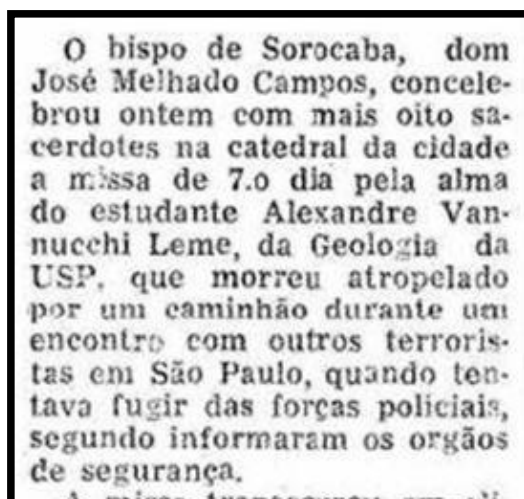 O bispo de Sorocaba, dom
José Melhado Campos, concele-
brou ontem com mais oito sa-
cerdotes na catedral da cidade
a missa de 7.o dia pela alma
do estudante Alexandre Van-
nucchi Leme, da Geologia da
USP, que morreu atropelado
por um caminhão durante um
encontro com outros terroris-
tas em São Paulo, quando ten-
tava fugir das forças policiais,
segundo informaram os orgãos
de segurança.